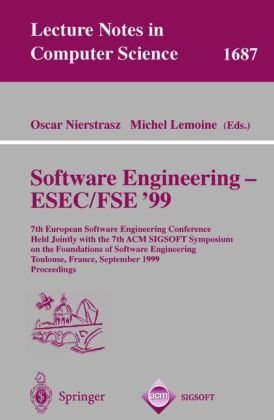 Lecture Notes in
Computer Science 1687
Oscar Nierstrasz Michel Lemoine (Eds.)
Software Engineering –
ESEC/FSE ’99
7th European Software Engineering Conference
Held Jointly with the 7th ACM SIGSOFT Symposium
on the Foundations of Software Engineering
Toulouse, France, September 1999
Proceedings
Springer acm SIGSOFT